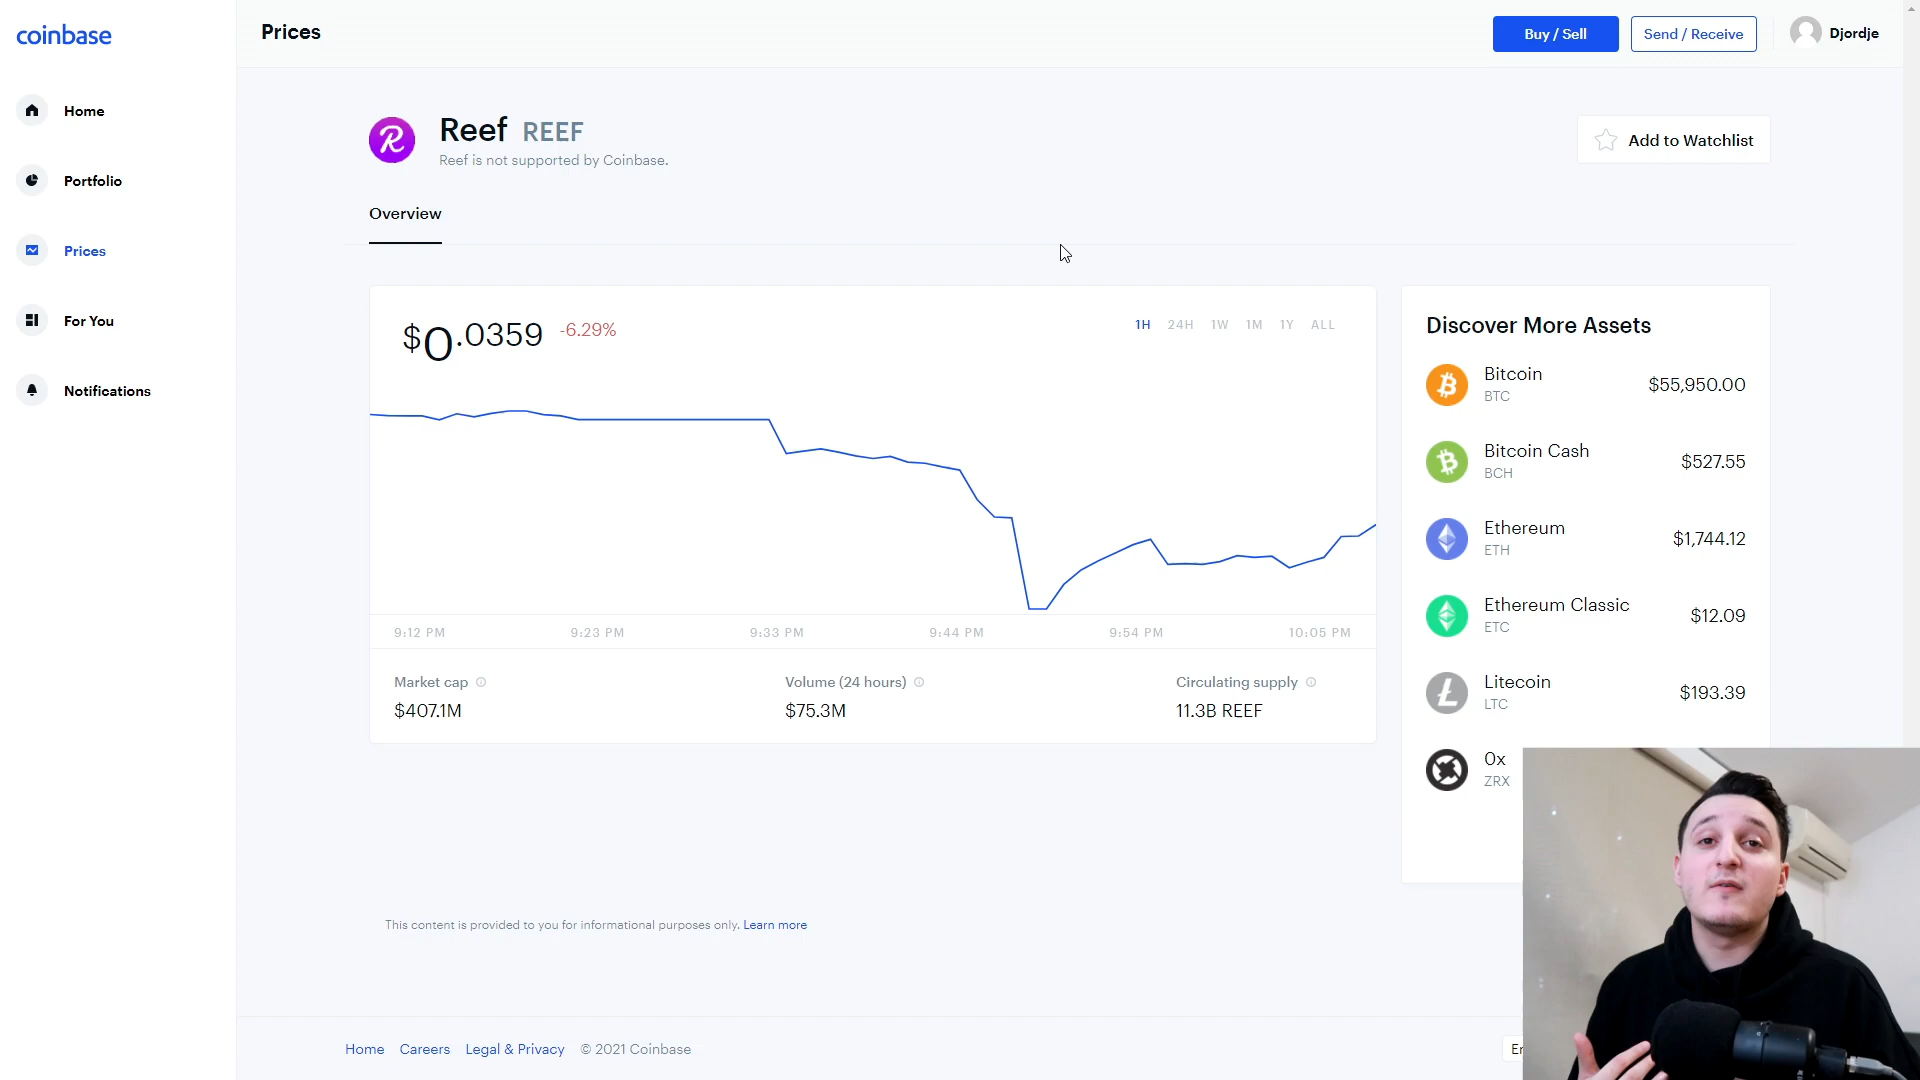 coinbase
Home
Portfolio
Prices
For You
Notifications
Prices
Buy / Sell
Send / Receive
Djordje
Reef REEF
Reef is not supported by Coinbase.
Add to Watchlist
Overview
$0.0359 -6.29%
1H 24H 1W 1M 1Y ALL
9:12 PM 9:23 PM 9:33 PM 9:44 PM 9:54 PM 10:05 PM
Market cap
$407.1M
Volume (24 hours)
$75.3M
Circulating supply
11.3B REEF
Discover More Assets
Bitcoin
BTC
$55,950.00
Bitcoin Cash
BCH
$527.55
Ethereum
ETH
$1,744.12
Ethereum Classic
ETC
$12.09
Litecoin
LTC
$193.39
0x
ZRX
This content is provided to you for informational purposes only. Learn more
Home Careers Legal & Privacy © 2021 Coinbase